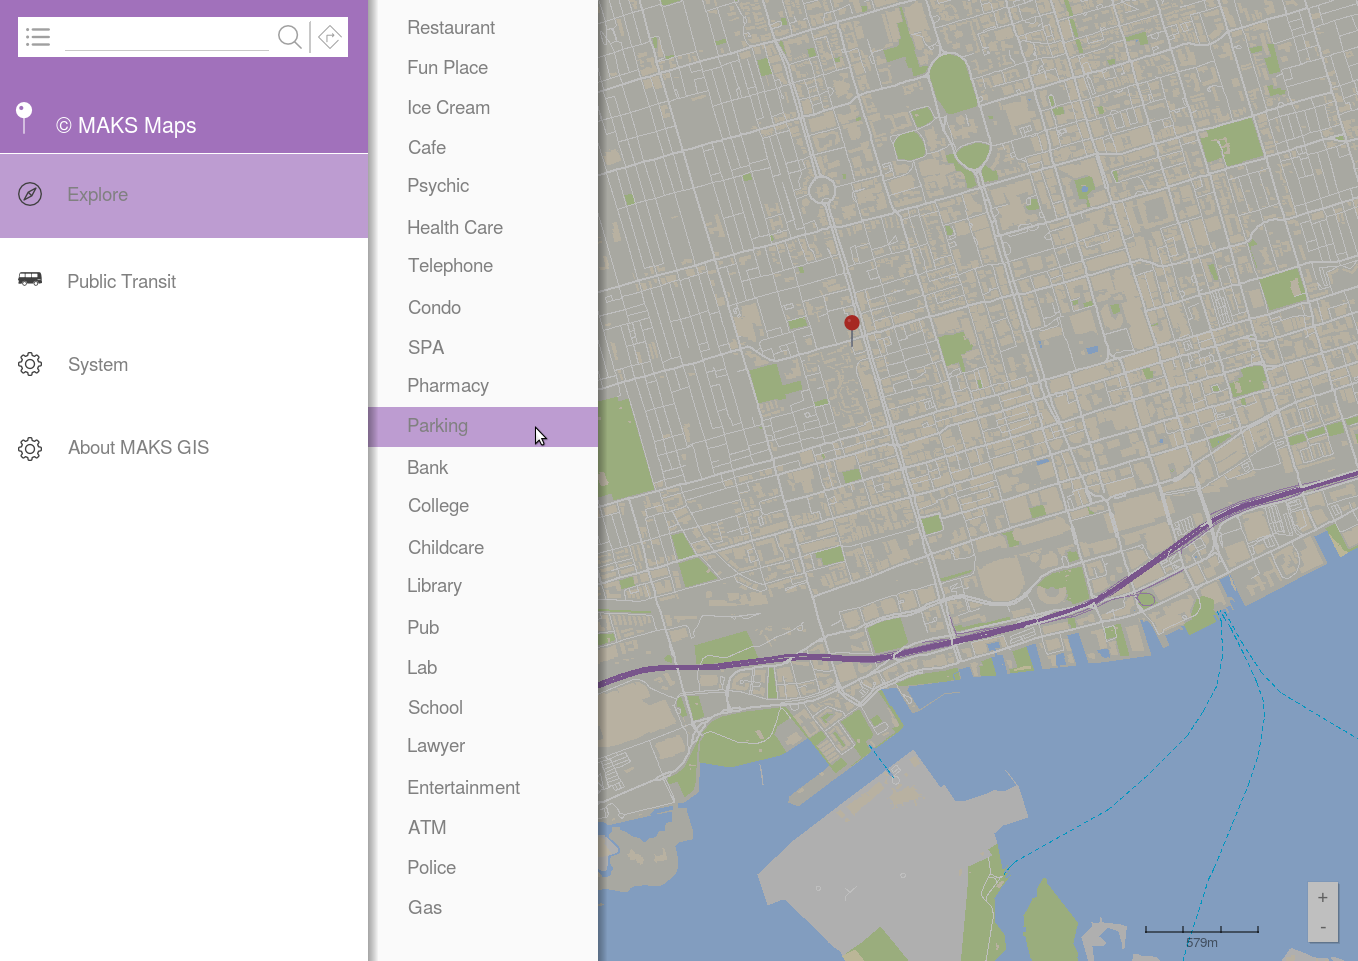 © MAKS Maps
Explore
Public Transit
System
About MAKS GIS
Restaurant
Fun Place
Ice Cream
Cafe
Psychic
Health Care
Telephone
Condo
SPA
Pharmacy
Parking
Bank
College
Childcare
Library
Pub
Lab
School
Lawyer
Entertainment
ATM
Police
Gas
+
-
579m